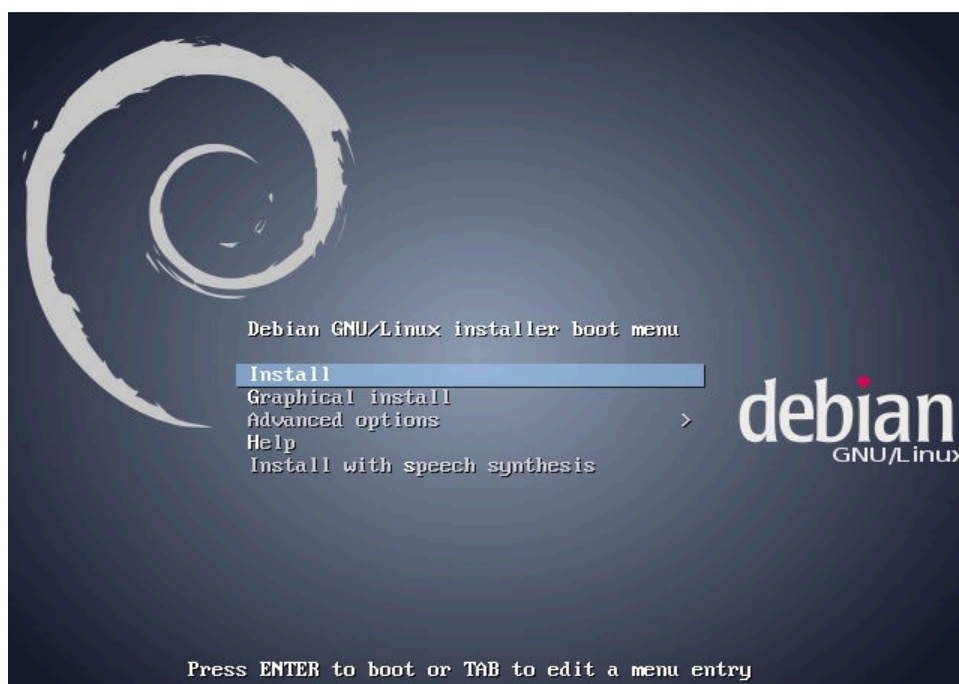 Debian GNU/Linux installer boot menu
Install
Graphical install
Advanced options >
Help
Install with speech synthesis
debian
GNU/Linux
Press ENTER to boot or TAB to edit a menu entry